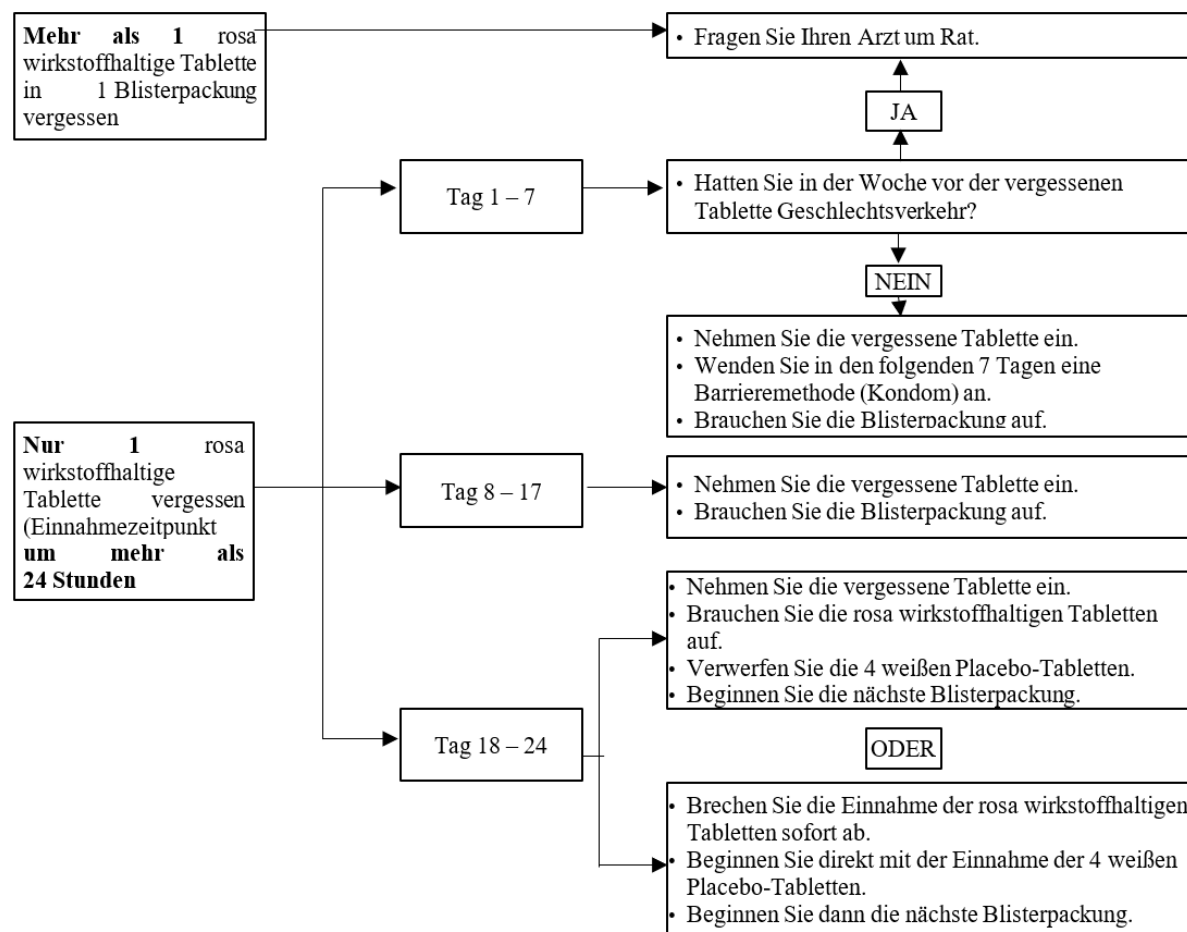 Mehr als 1 rosa
wirkstoffhaltige Tablette
in 1 Blisterpackung
vergessen
• Fragen Sie Ihren Arzt um Rat.
JA
Tag 1 – 7
• Hatten Sie in der Woche vor der vergessenen
Tablette Geschlechtsverkehr?
NEIN
• Nehmen Sie die vergessene Tablette ein.
• Wenden Sie in den folgenden 7 Tagen eine
Barrieremethode (Kondom) an.
• Brauchen Sie die Blisterpackung auf.
Nur 1 rosa
wirkstoffhaltige
Tablette vergessen
(Einnahmezeitpunkt
um mehr als
24 Stunden
Tag 8 – 17
• Nehmen Sie die vergessene Tablette ein.
• Brauchen Sie die Blisterpackung auf.
Tag 18 – 24
• Nehmen Sie die vergessene Tablette ein.
• Brauchen Sie die rosa wirkstoffhaltigen Tabletten
auf.
• Verwerfen Sie die 4 weißen Placebo-Tabletten.
• Beginnen Sie die nächste Blisterpackung.
ODER
• Brechen Sie die Einnahme der rosa wirkstoffhaltigen
Tabletten sofort ab.
• Beginnen Sie direkt mit der Einnahme der 4 weißen
Placebo-Tabletten.
• Beginnen Sie dann die nächste Blisterpackung.